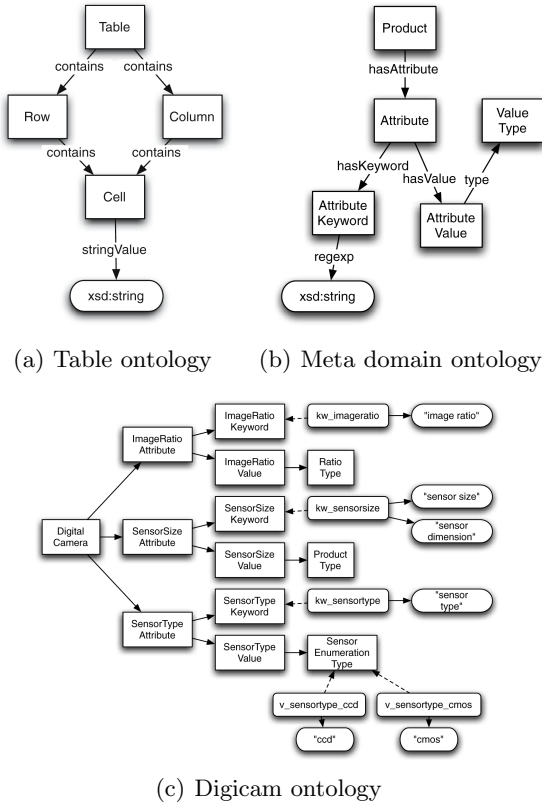 Table
contains
contains
Row
Column
contains
contains
Cell
stringValue
xsd:string
(a) Table ontology
Product
hasAttribute
Attribute
Value
Type
hasKeyword
hasValue
type
Attribute
Keyword
Attribute
Value
regexp
xsd:string
(b) Meta domain ontology
Digital
Camera
ImageRatio
Attribute
ImageRatio
Keyword
kw_imageratio
"image ratio"
ImageRatio
Value
Ratio
Type
SensorSize
Attribute
SensorSize
Keyword
kw_sensorsize
"sensor size"
"sensor
dimension"
SensorSize
Value
Product
Type
SensorType
Attribute
SensorType
Keyword
kw_sensortype
"sensor
type"
SensorType
Value
Sensor
Enumeration
Type
v_sensortype_ccd
v_sensortype_cmos
"ccd"
"cmos"
(c) Digicam ontology